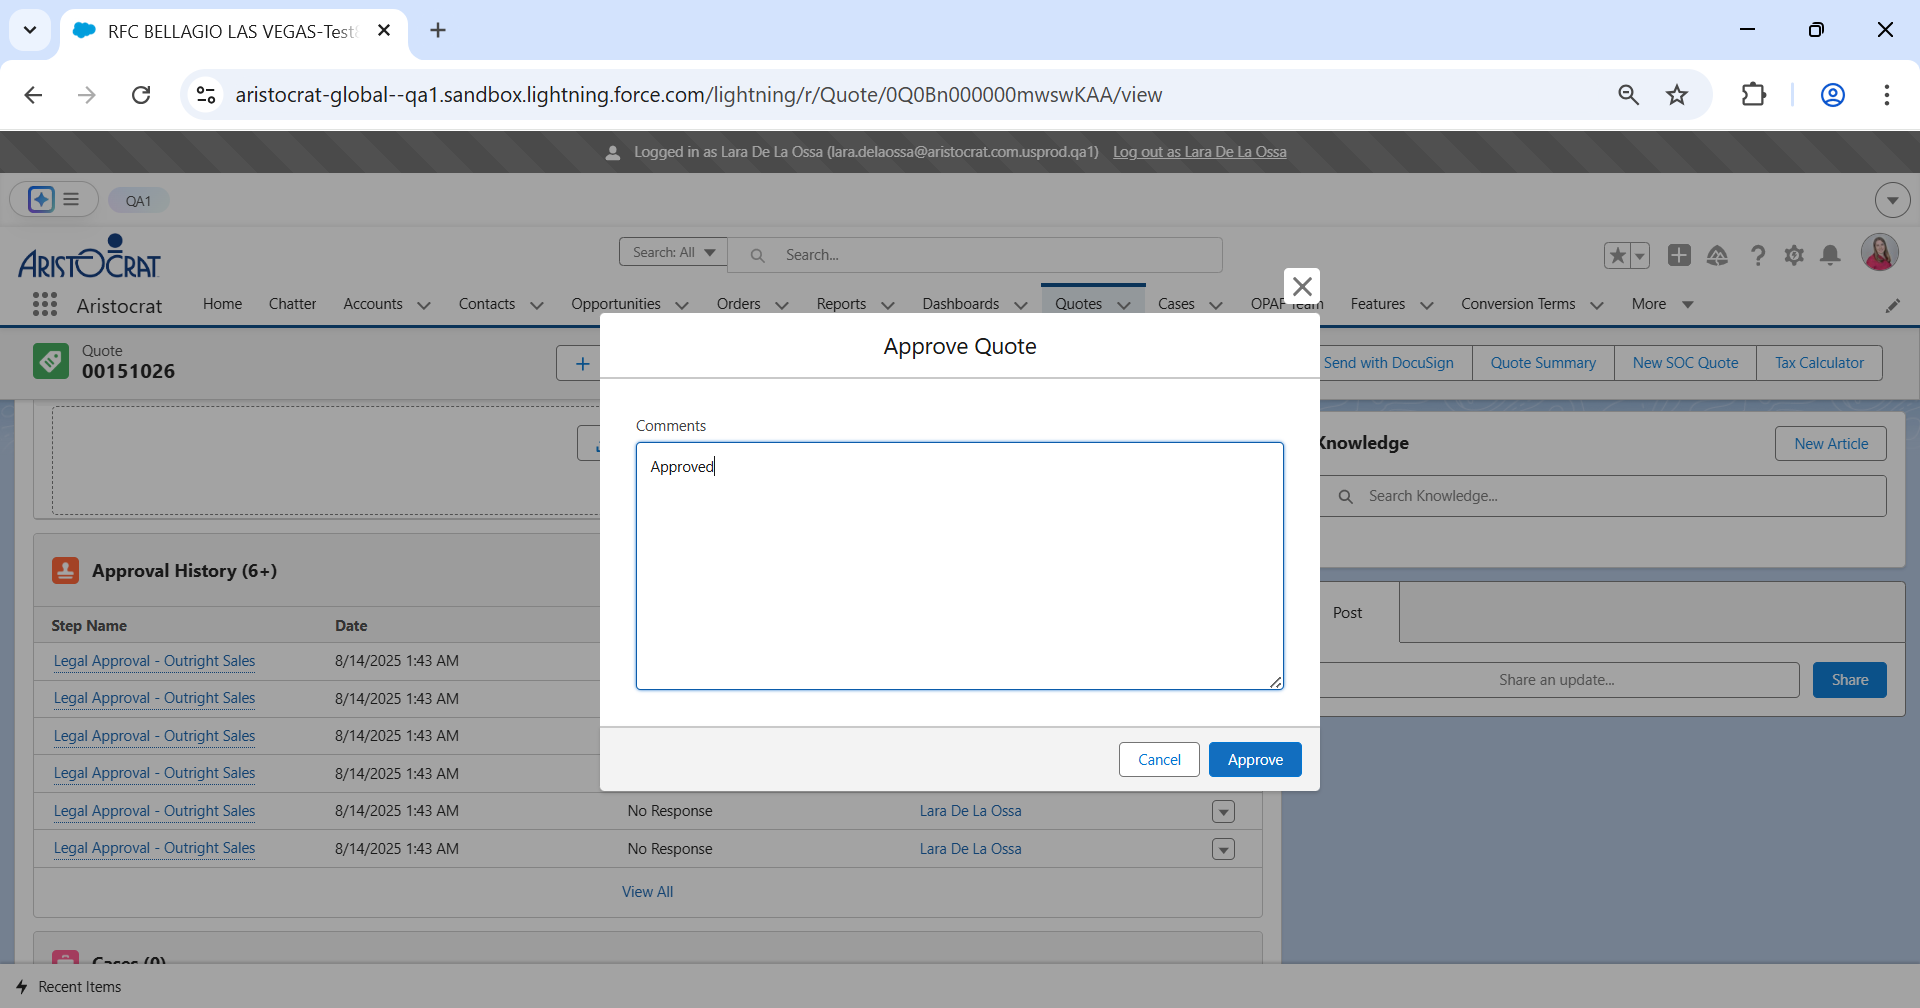 RFC BELLAGIO LAS VEGAS-Test
aristocrat-global--qa1.sandbox.lightning.force.com/lightning/r/Quote/0Q0Bn000000mwswKAA/view
Logged in as Lara De La Ossa (lara.delaossa@aristocrat.com.usprod.qa1) Log out as Lara De La Ossa
QA1
ARISTOCRAT
Search: All
Search...
Aristocrat
Home
Chatter
Accounts
Contacts
Opportunities
Orders
Reports
Dashboards
Quotes
Cases
OPAF Team
Features
Conversion Terms
More
Quote
00151026
Send with DocuSign
Quote Summary
New SOC Quote
Tax Calculator
Approve Quote
Comments
Approved
Cancel
Approve
Knowledge
New Article
Search Knowledge...
Post
Share an update...
Share
Approval History (6+)
Step Name Date
Legal Approval - Outright Sales 8/14/2025 1:43 AM
Legal Approval - Outright Sales 8/14/2025 1:43 AM
Legal Approval - Outright Sales 8/14/2025 1:43 AM
Legal Approval - Outright Sales 8/14/2025 1:43 AM
Legal Approval - Outright Sales 8/14/2025 1:43 AM No Response Lara De La Ossa
Legal Approval - Outright Sales 8/14/2025 1:43 AM No Response Lara De La Ossa
View All
Cases (0)
Recent Items